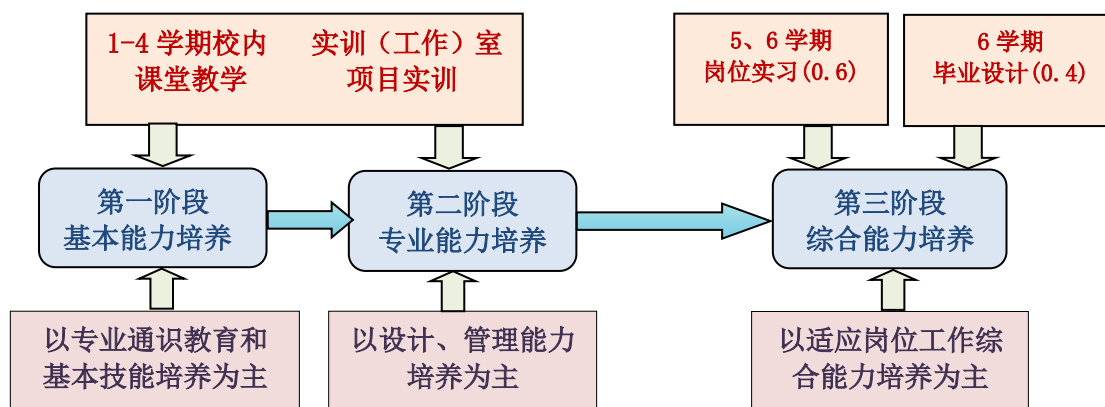 1-4 学期校内 实训（工作）室
课堂教学 项目实训
5、6 学期
岗位实习(0.6)
6 学期
毕业设计(0.4)
第一阶段
基本能力培养
第二阶段
专业能力培养
第三阶段
综合能力培养
以专业通识教育和
基本技能培养为主
以设计、管理能力
培养为主
以适应岗位工作综
合能力培养为主